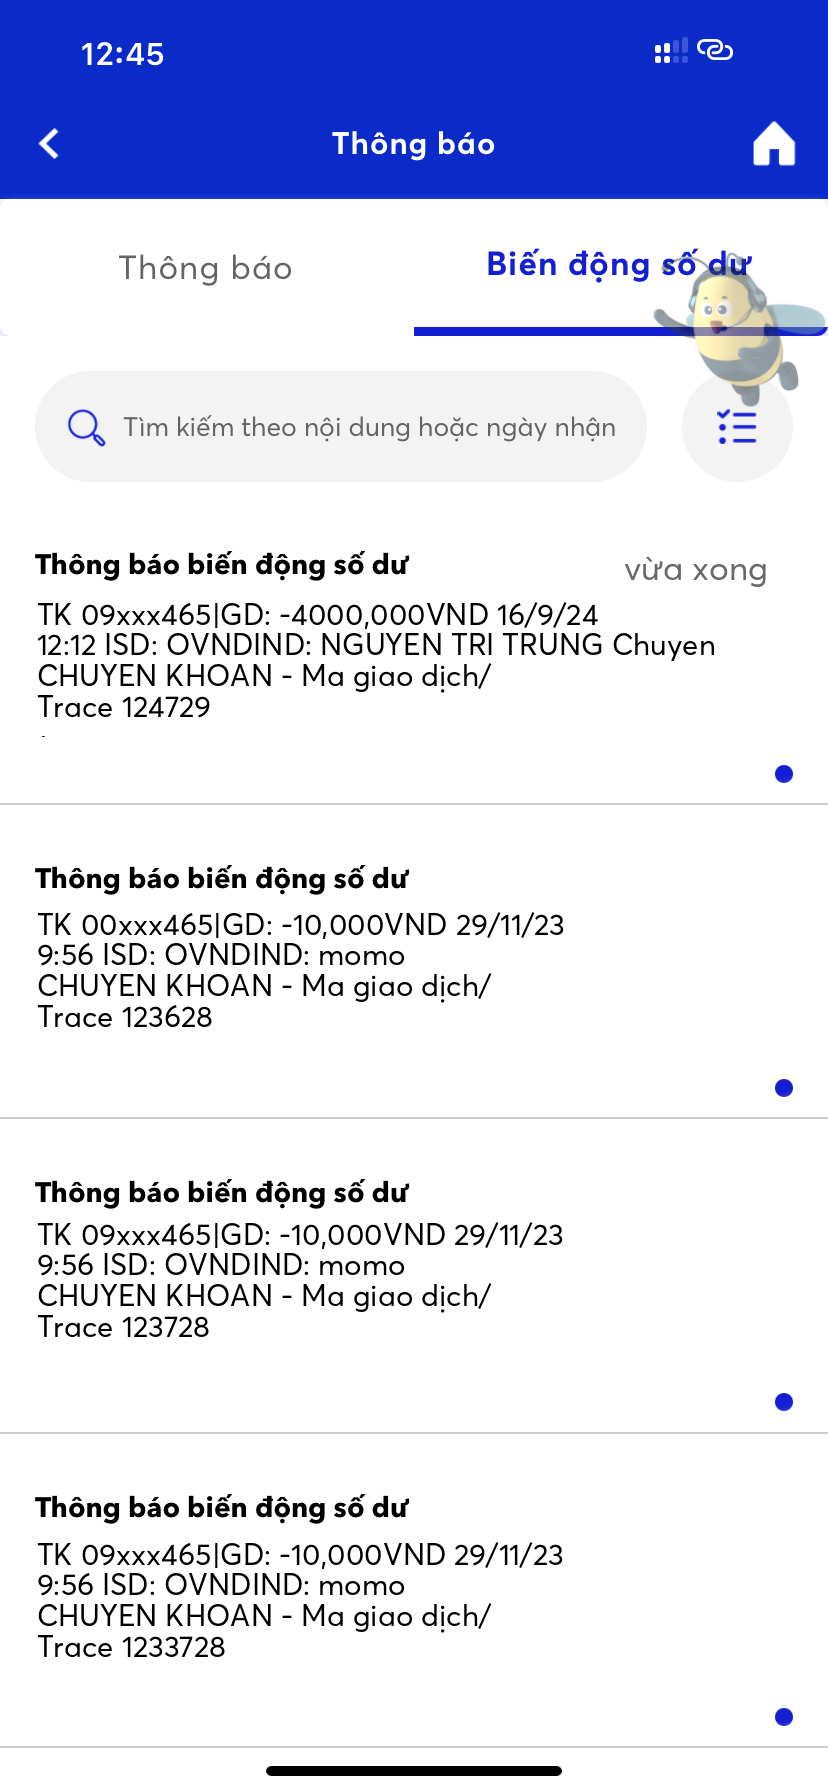 12:45
Thông báo
Thông báo
Biến động số dư
Tìm kiếm theo nội dung hoặc ngày nhận
Thông báo biến động số dư
vừa xong
TK 09xxx465|GD: -4000,000VND 16/9/24
12:12 ISD: OVNDIND: NGUYEN TRI TRUNG Chuyen
CHUYEN KHOAN - Ma giao dịch/
Trace 124729
Thông báo biến động số dư
TK 00xxx465|GD: -10,000VND 29/11/23
9:56 ISD: OVNDIND: momo
CHUYEN KHOAN - Ma giao dịch/
Trace 123628
Thông báo biến động số dư
TK 09xxx465|GD: -10,000VND 29/11/23
9:56 ISD: OVNDIND: momo
CHUYEN KHOAN - Ma giao dịch/
Trace 123728
Thông báo biến động số dư
TK 09xxx465|GD: -10,000VND 29/11/23
9:56 ISD: OVNDIND: momo
CHUYEN KHOAN - Ma giao dịch/
Trace 1233728